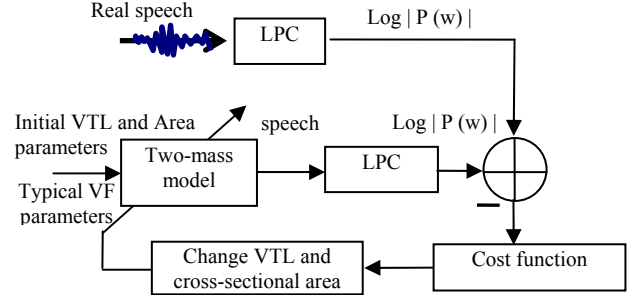 Real speech
LPC
Log | P (w) |
Initial VTL and Area
parameters
Typical VF
parameters
Two-mass
model
speech
LPC
Log | P (w) |
Change VTL and
cross-sectional area
Cost function